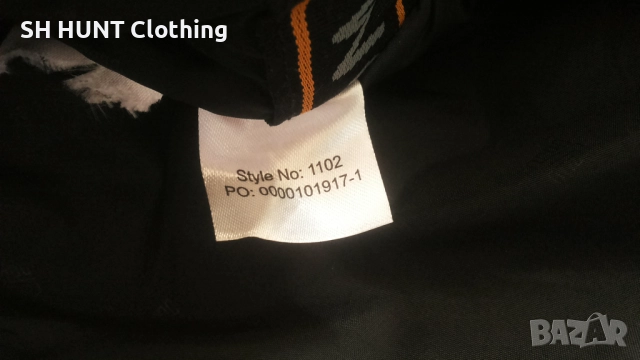 SH HUNT Clothing
Style No: 1102
PO: 0000101917-1
BAZAR